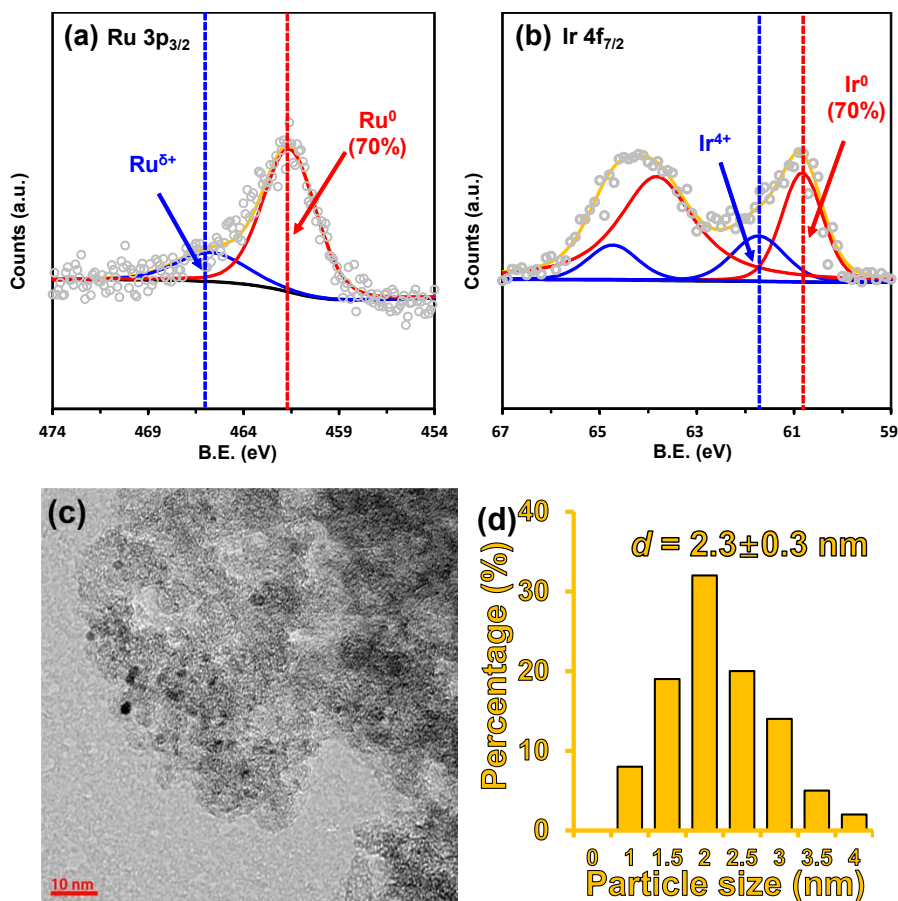 (a) Ru 3p3/2
Ru0
(70%)
Ruδ+
Counts (a.u.)
474 469 464 459 454
B.E. (eV)
(b) Ir 4f7/2
Ir0
(70%)
Ir4+
Counts (a.u.)
67 65 63 61 59
B.E. (eV)
(c)
10 nm
(d)
d = 2.3±0.3 nm
Percentage (%)
40
30
20
10
0
0 1 1.5 2 2.5 3 3.5 4
Particle size (nm)